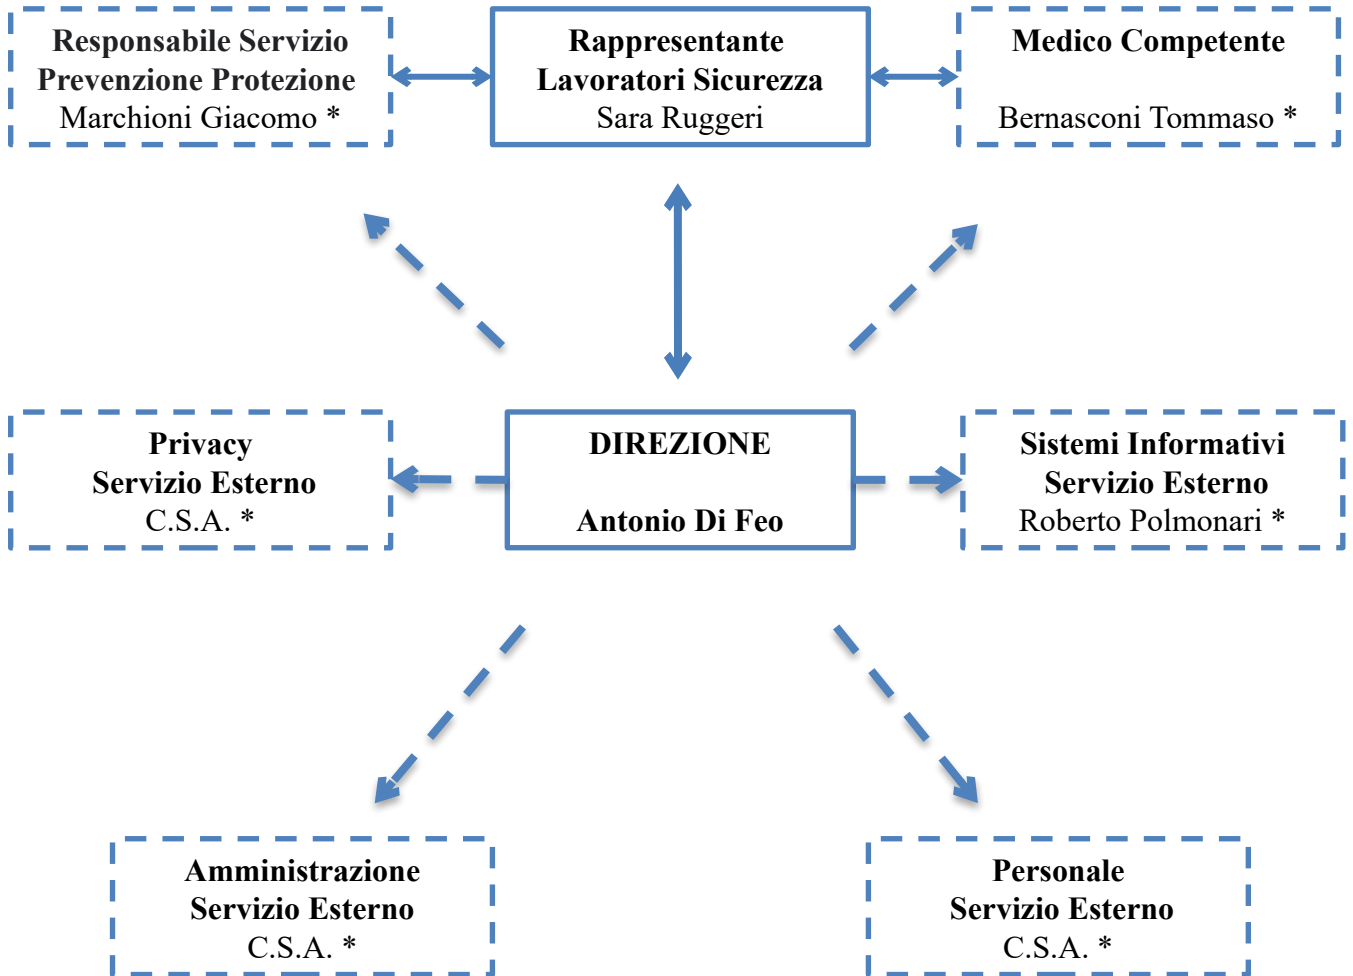 Responsabile Servizio
Prevenzione Protezione
Marchioni Giacomo *
Rappresentante
Lavoratori Sicurezza
Sara Ruggeri
Medico Competente
Bernasconi Tommaso *
Privacy
Servizio Esterno
C.S.A. *
DIREZIONE
Antonio Di Feo
Sistemi Informativi
Servizio Esterno
Roberto Polmonari *
Amministrazione
Servizio Esterno
C.S.A. *
Personale
Servizio Esterno
C.S.A. *